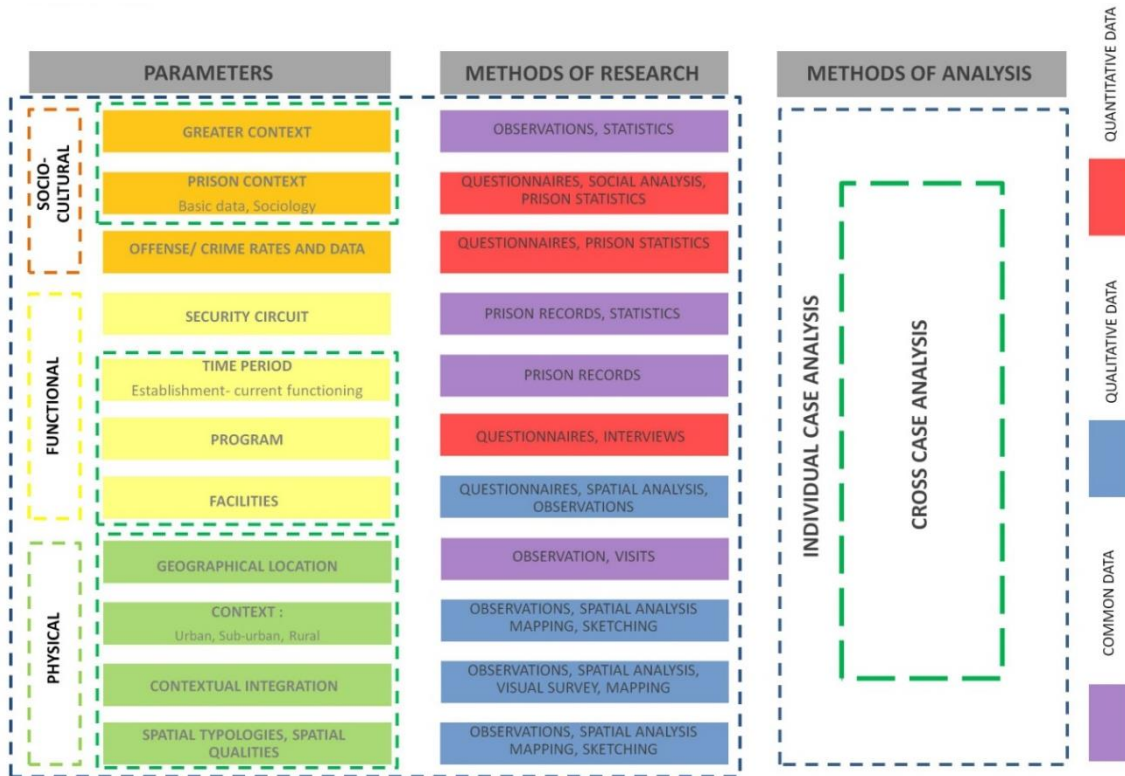 PARAMETERS
METHODS OF RESEARCH
METHODS OF ANALYSIS
SOCIO-
CULTURAL
GREATER CONTEXT
OBSERVATIONS, STATISTICS
PRISON CONTEXT
Basic data, Sociology
QUESTIONNAIRES, SOCIAL ANALYSIS,
PRISON STATISTICS
OFFENSE/ CRIME RATES AND DATA
QUESTIONNAIRES, PRISON STATISTICS
FUNCTIONAL
SECURITY CIRCUIT
PRISON RECORDS, STATISTICS
TIME PERIOD
Establishment- current functioning
PRISON RECORDS
PROGRAM
QUESTIONNAIRES, INTERVIEWS
FACILITIES
QUESTIONNAIRES, SPATIAL ANALYSIS,
OBSERVATIONS
PHYSICAL
GEOGRAPHICAL LOCATION
OBSERVATION, VISITS
CONTEXT :
Urban, Sub-urban, Rural
OBSERVATIONS, SPATIAL ANALYSIS
MAPPING, SKETCHING
CONTEXTUAL INTEGRATION
OBSERVATIONS, SPATIAL ANALYSIS,
VISUAL SURVEY, MAPPING
SPATIAL TYPOLOGIES, SPATIAL
QUALITIES
OBSERVATIONS, SPATIAL ANALYSIS
MAPPING, SKETCHING
INDIVIDUAL CASE ANALYSIS
CROSS CASE ANALYSIS
QUANTITATIVE DATA
QUALITATIVE DATA
COMMON DATA